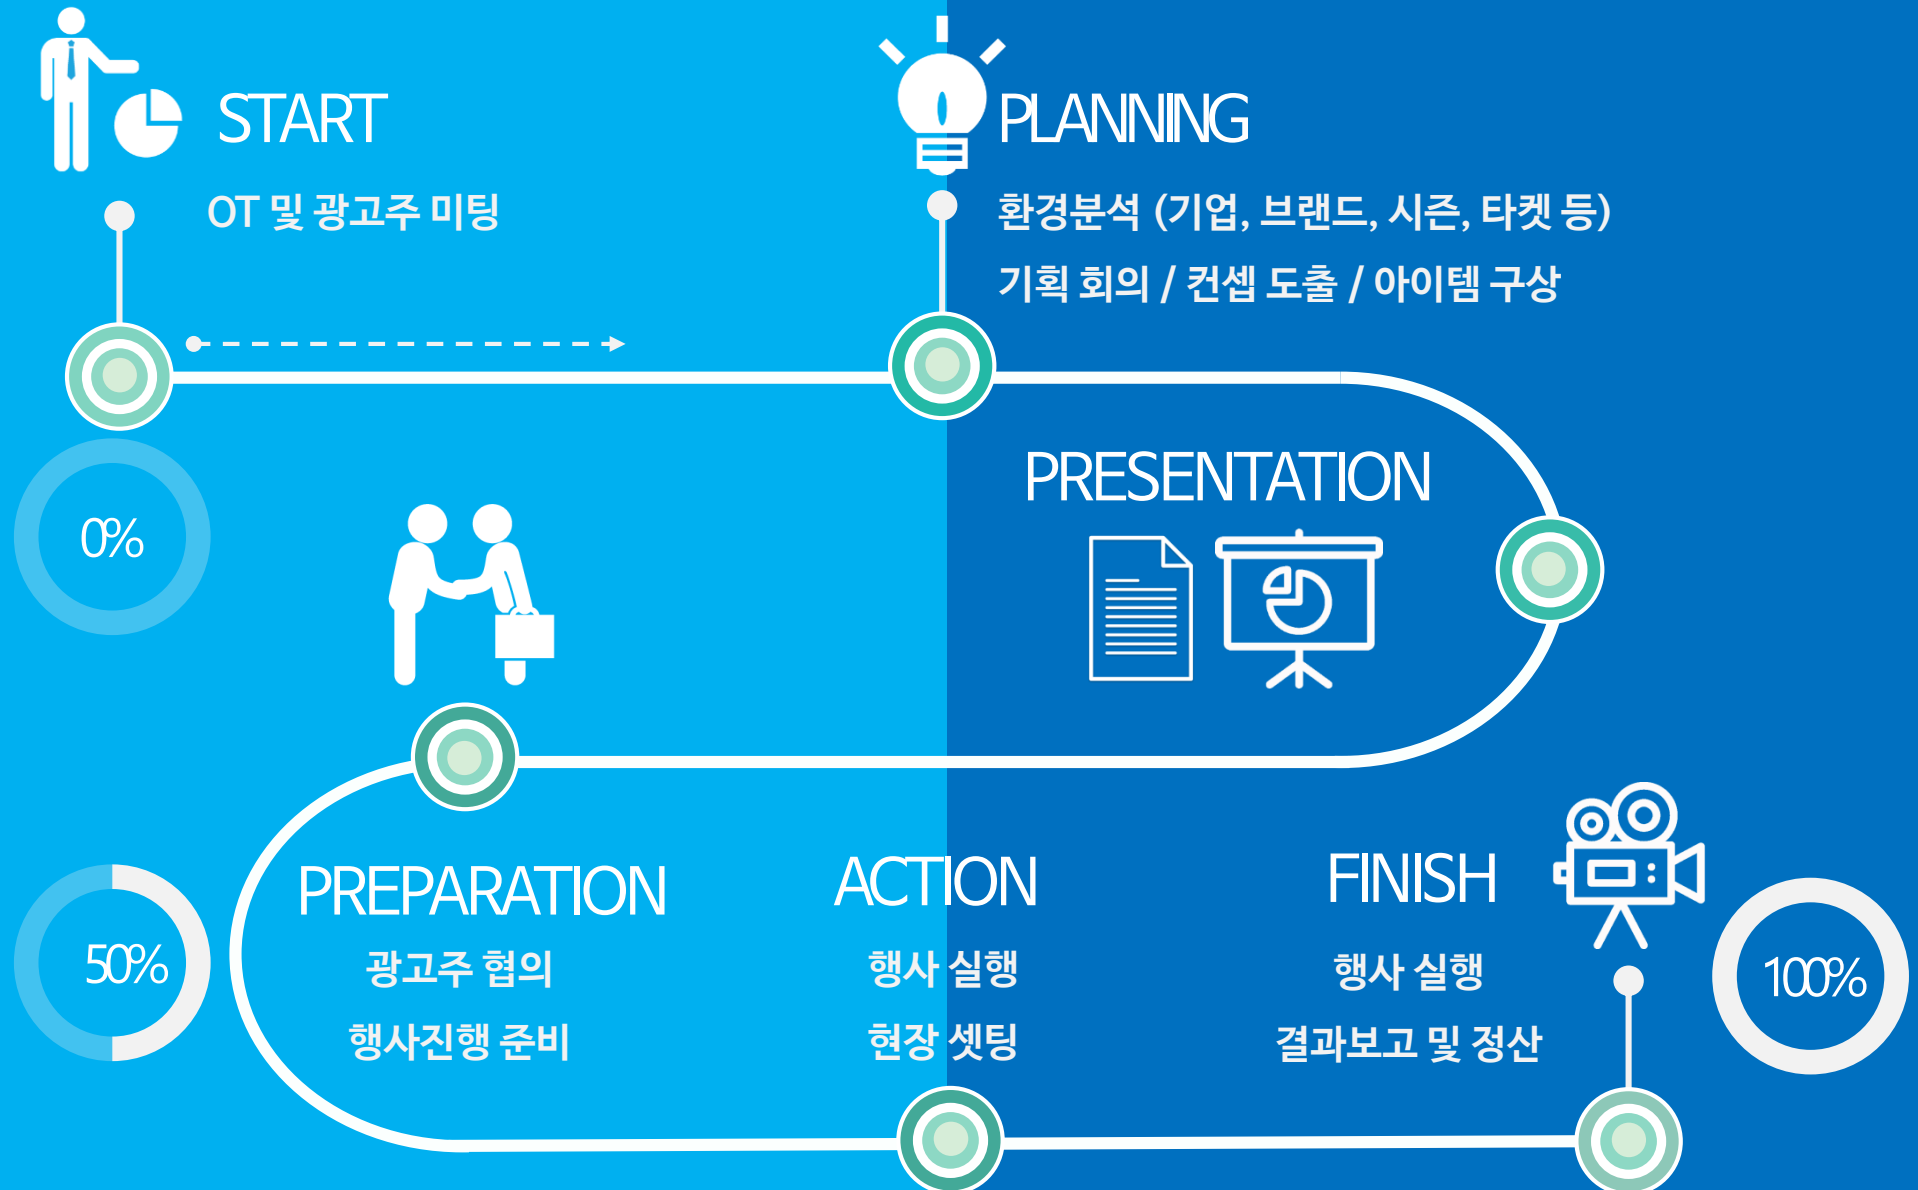 START
OT 및 광고주 미팅
PLANNING
환경분석 (기업, 브랜드, 시즌, 타켓 등)
기획 회의 / 컨셉 도출 / 아이템 구상
PRESENTATION
0%
PREPARATION
광고주 협의
행사진행 준비
50%
ACTION
행사 실행
현장 셋팅
FINISH
행사 실행
결과보고 및 정산
100%